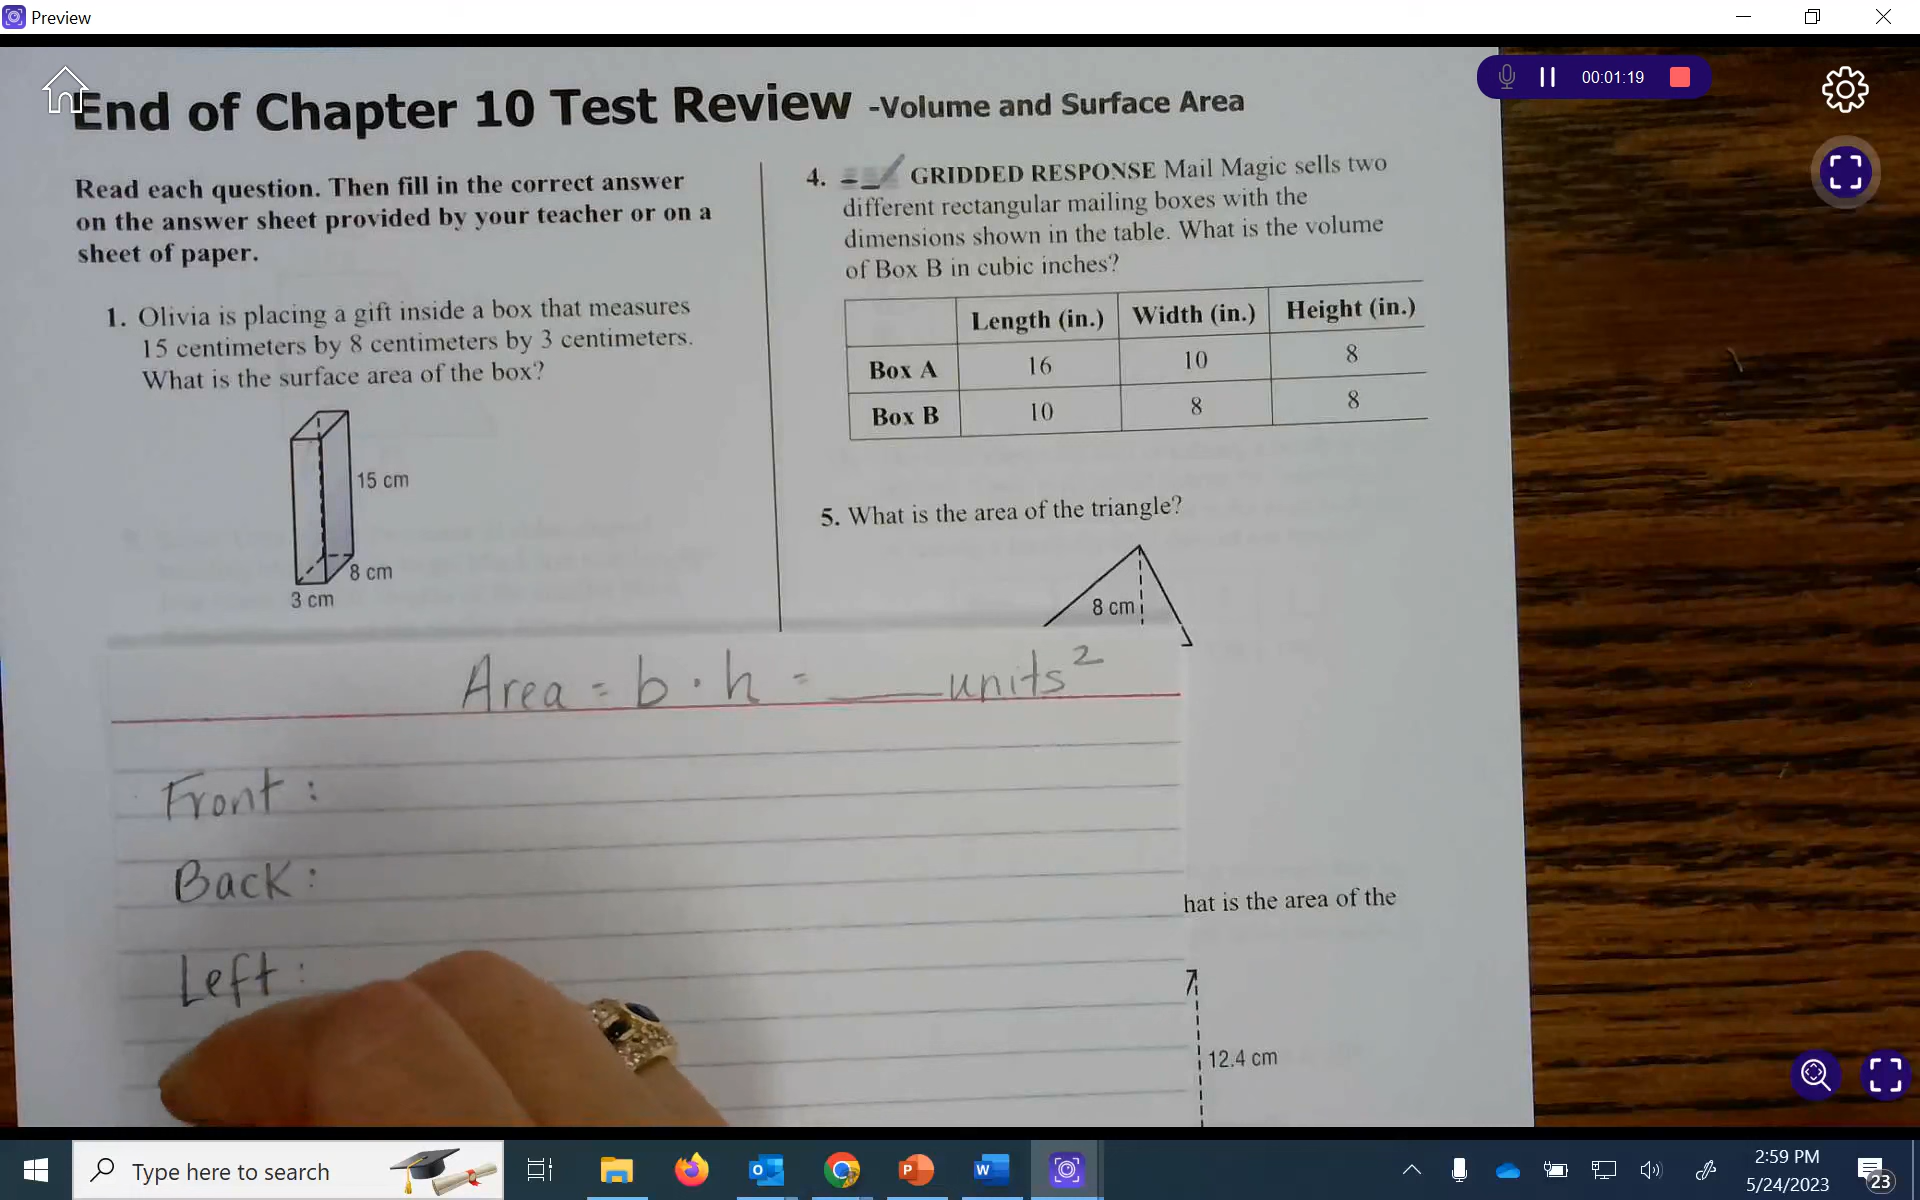 Preview
00:01:19
End of Chapter 10 Test Review -Volume and Surface Area
Read each question. Then fill in the correct answer
on the answer sheet provided by your teacher or on a
sheet of paper.
1. Olivia is placing a gift inside a box that measures
15 centimeters by 8 centimeters by 3 centimeters.
What is the surface area of the box?
15 cm
8 cm
3 cm
4. GRIDDED RESPONSE Mail Magic sells two
different rectangular mailing boxes with the
dimensions shown in the table. What is the volume
of Box B in cubic inches?
Length (in.) Width (in.) Height (in.)
Box A 16 10 8
Box B 10 8 8
5. What is the area of the triangle?
8 cm
Area = b · h = ____ units²
Front :
Back :
Left :
hat is the area of the
12.4 cm
Type here to search
2:59 PM
5/24/2023
23